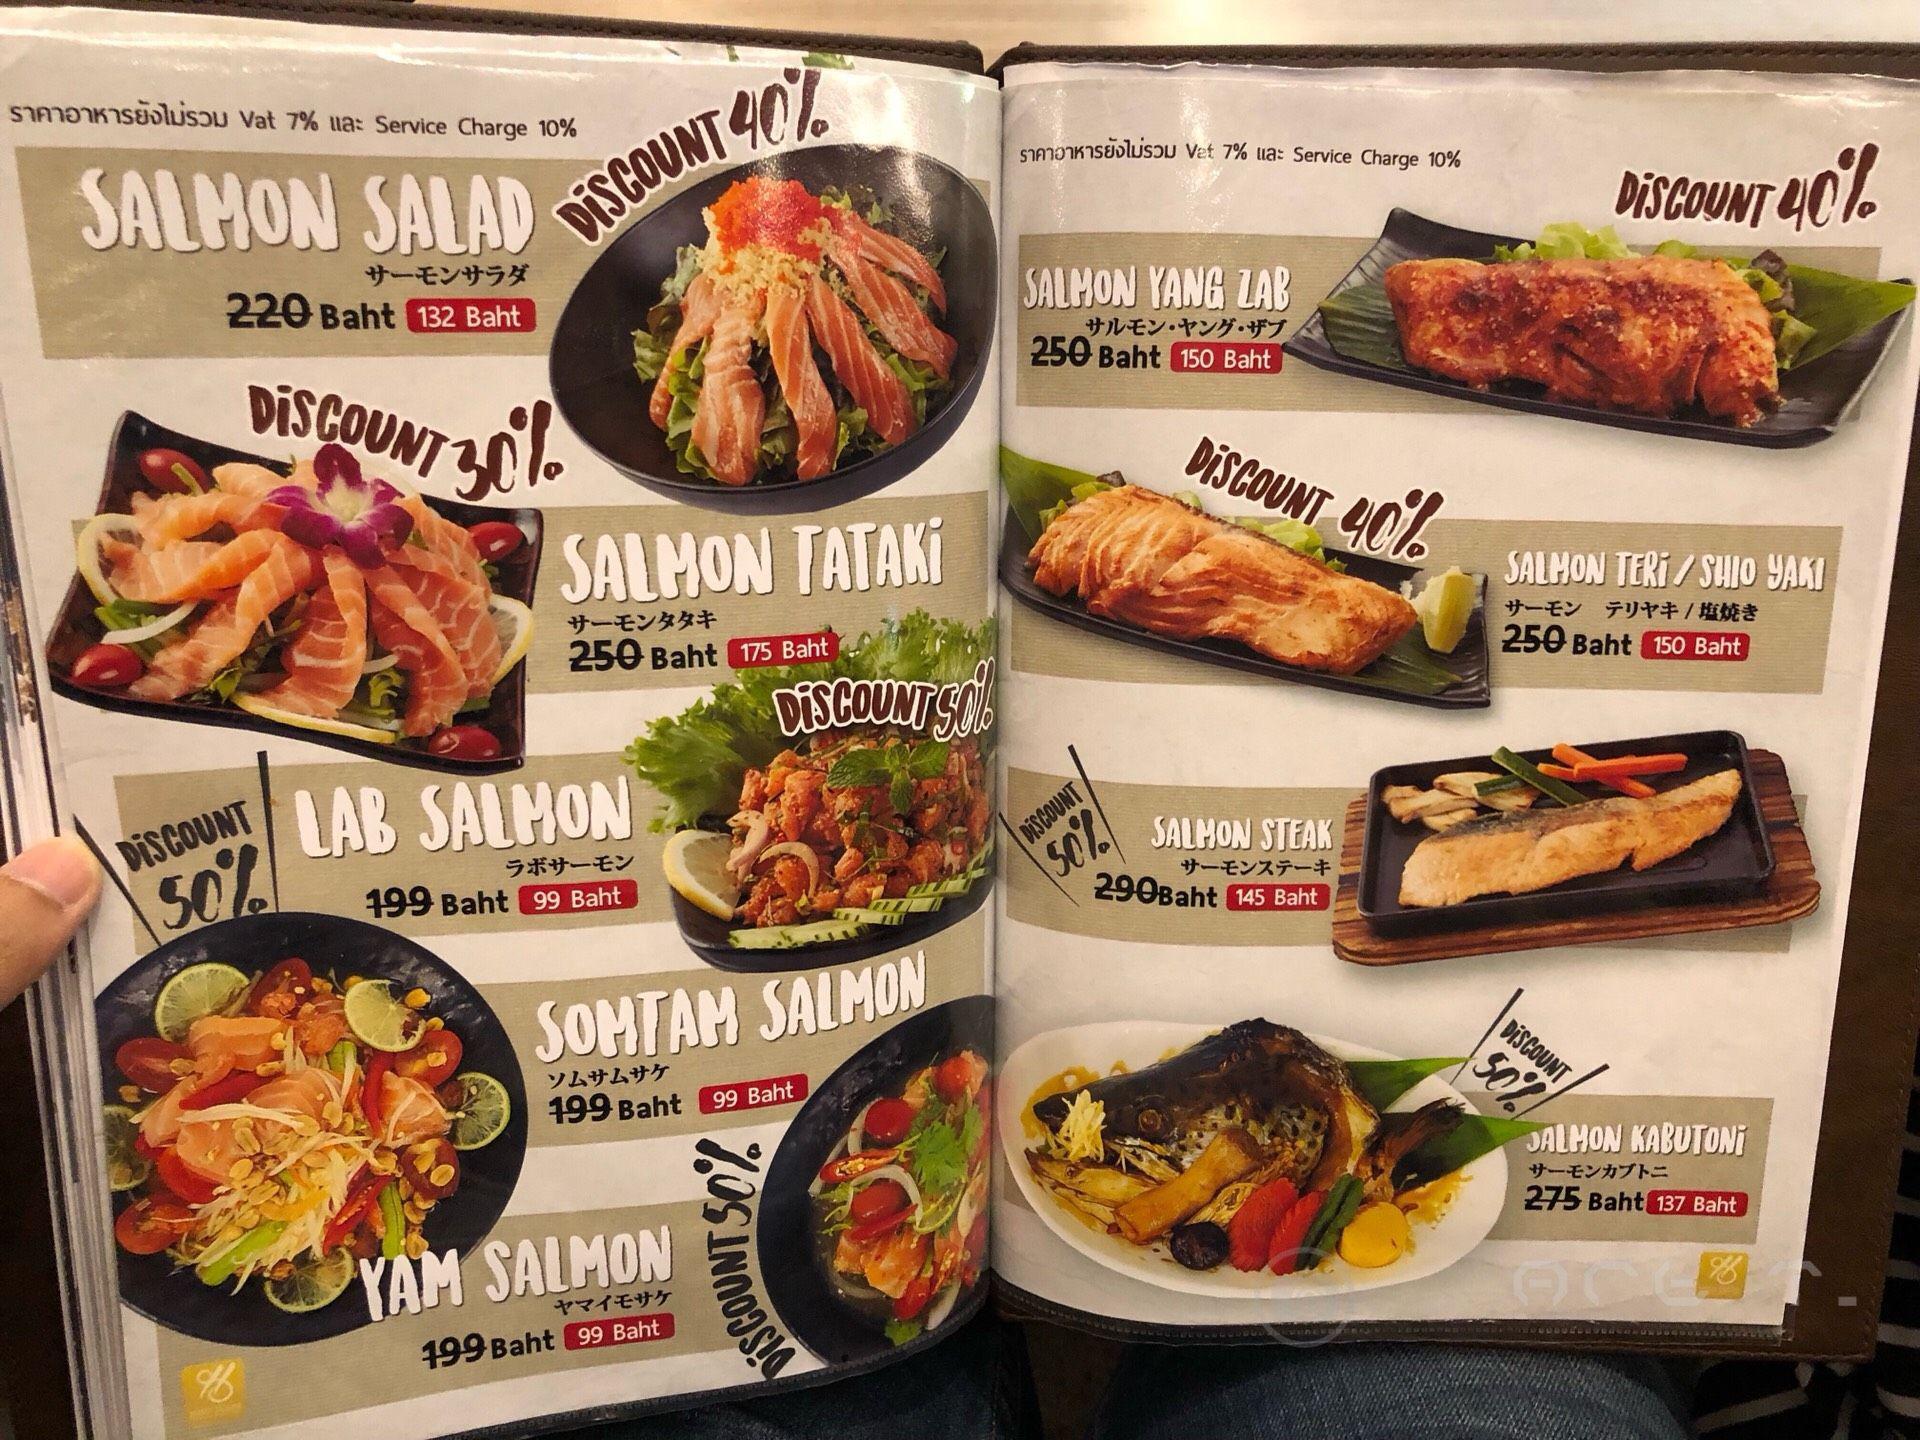 ราคาอาหารยังไม่รวม Vat 7% และ Service Charge 10%
DISCOUNT 40%
SALMON SALAD
サーモンサラダ
220 Baht 132 Baht
DISCOUNT 30%
SALMON TATAKI
サーモンタタキ
250 Baht 175 Baht
DISCOUNT 50%
LAB SALMON
ラボサーモン
199 Baht 99 Baht
DISCOUNT 50%
SOMTAM SALMON
ソムサムサケ
199 Baht 99 Baht
YAM SALMON
ヤマイモサケ
199 Baht 99 Baht
DISCOUNT 50%
ราคาอาหารยังไม่รวม Vat 7% และ Service Charge 10%
DISCOUNT 40%
SALMON YANG ZAB
サルモン・ヤング・ザブ
250 Baht 150 Baht
DISCOUNT 40%
SALMON TERI / SHIO YAKI
サーモン テリヤキ / 塩焼き
250 Baht 150 Baht
DISCOUNT 50%
SALMON STEAK
サーモンステーキ
290Baht 145 Baht
DISCOUNT 50%
SALMON KABUTONI
サーモンカブトニ
275 Baht 137 Baht